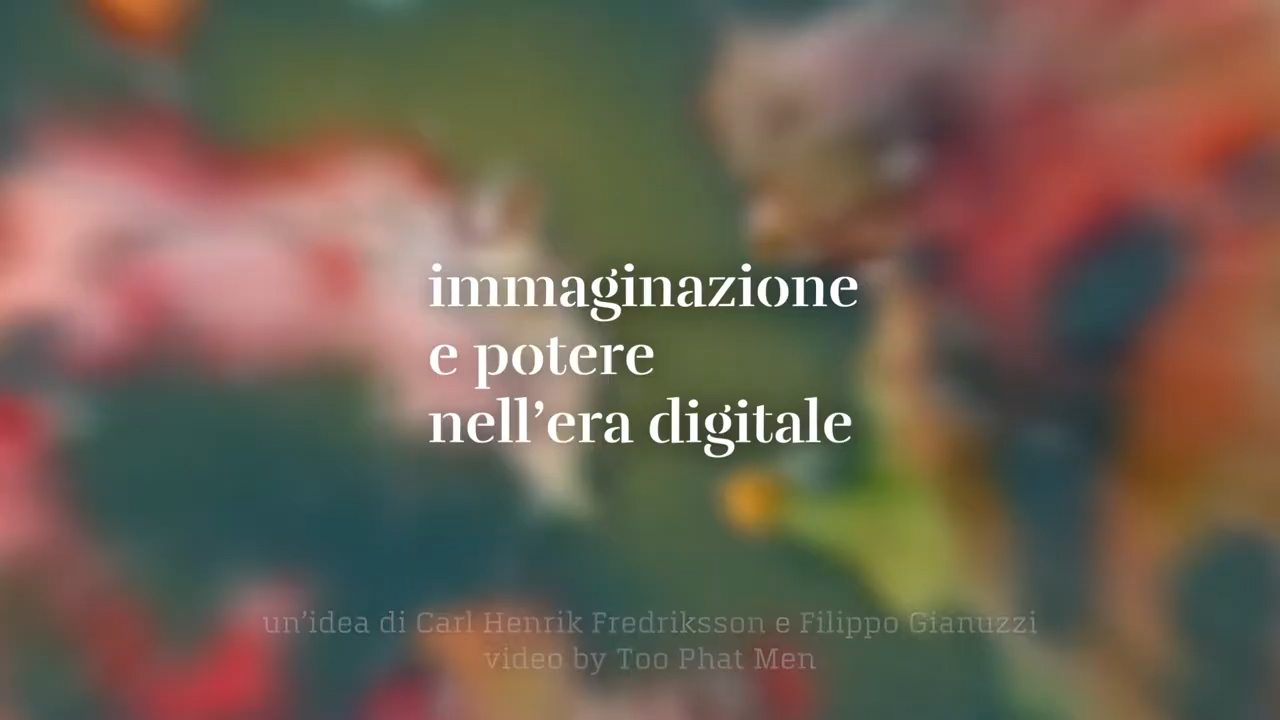 immaginazione
e potere
nell’era digitale
un’idea di Carl Henrik Fredriksson e Filippo Gianuzzi
video by Too Phat Men